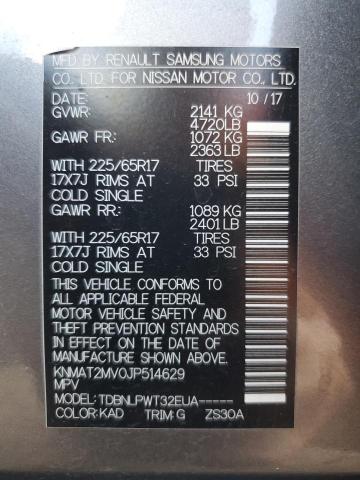 MFD BY RENAULT SAMSUNG MOTORS
CO. LTD. FOR NISSAN MOTOR CO., LTD.
DATE: 10/17
GVWR: 2141 KG
4720LB
GAWR FR: 1072 KG
2363 LB
WITH 225/65R17 TIRES
17X7J RIMS AT 33 PSI
COLD SINGLE
GAWR RR: 1089 KG
2401 LB
WITH 225/65R17 TIRES
17X7J RIMS AT 33 PSI
COLD SINGLE
THIS VEHICLE CONFORMS TO
ALL APPLICABLE FEDERAL
MOTOR VEHICLE SAFETY AND
THEFT PREVENTION STANDARDS
IN EFFECT ON THE DATE OF
MANUFACTURE SHOWN ABOVE.
KNMAT2MV0JP514629
MPV
MODEL: TDBNLPWT32EUA-----
COLOR:KAD TRIM:G ZS30A